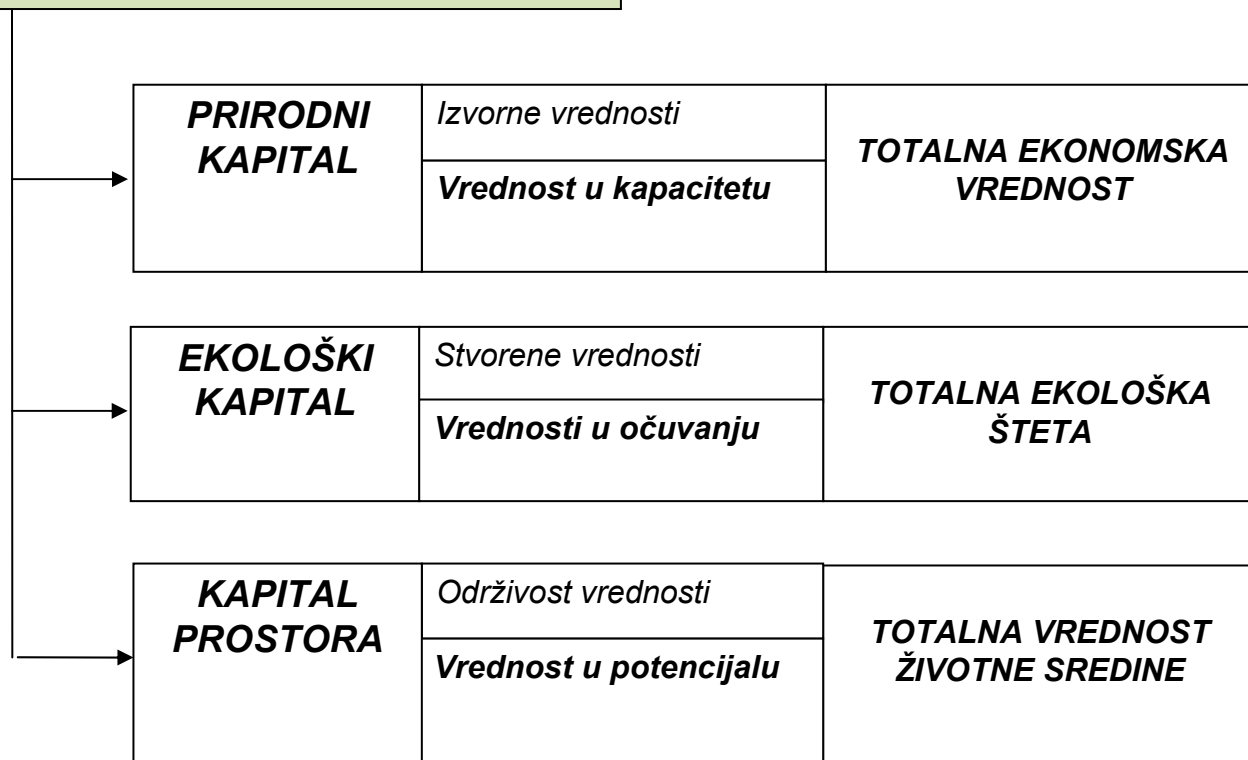 PRIRODNI
KAPITAL
Izvorne vrednosti
Vrednost u kapacitetu
TOTALNA EKONOMSKA
VREDNOST
EKOLOŠKI
KAPITAL
Stvorene vrednosti
Vrednosti u očuvanju
TOTALNA EKOLOŠKA
ŠTETA
KAPITAL
PROSTORA
Održivost vrednosti
Vrednost u potencijalu
TOTALNA VREDNOST
ŽIVOTNE SREDINE